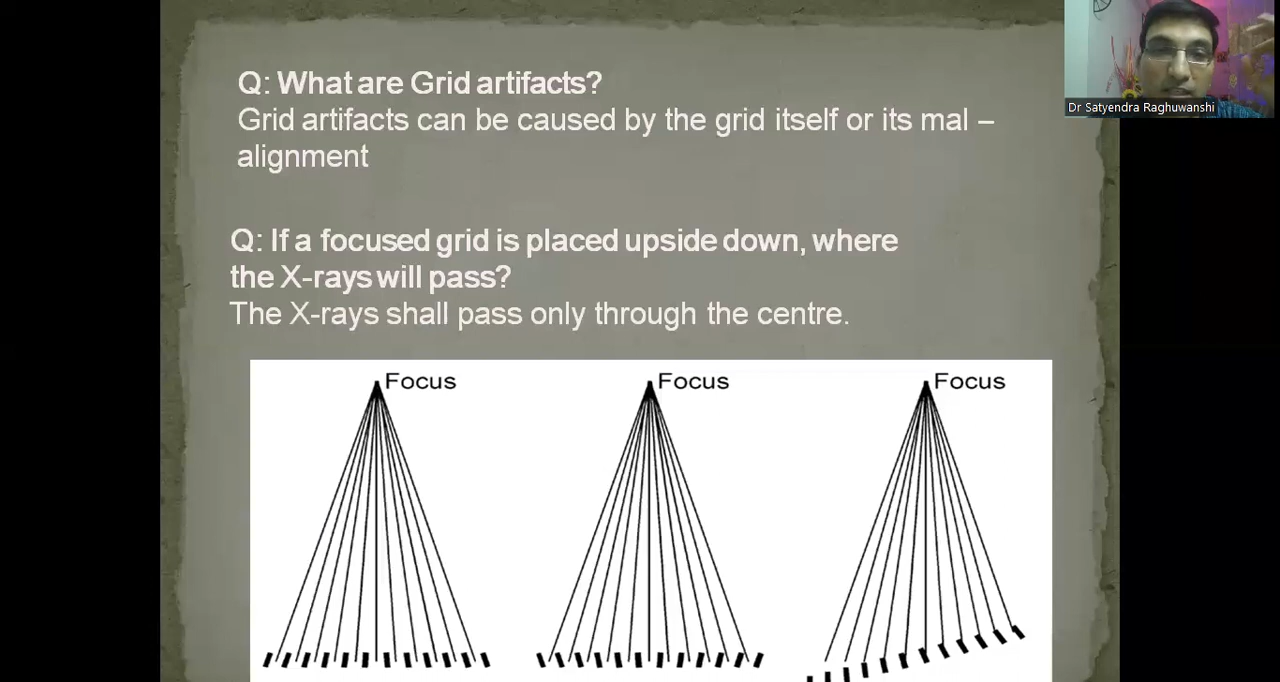 Q: What are Grid artifacts?
Grid artifacts can be caused by the grid itself or its mal –
alignment
Q: If a focused grid is placed upside down, where
the X-rays will pass?
The X-rays shall pass only through the centre.
Focus
Focus
Focus
Dr Satyendra Raghuwanshi